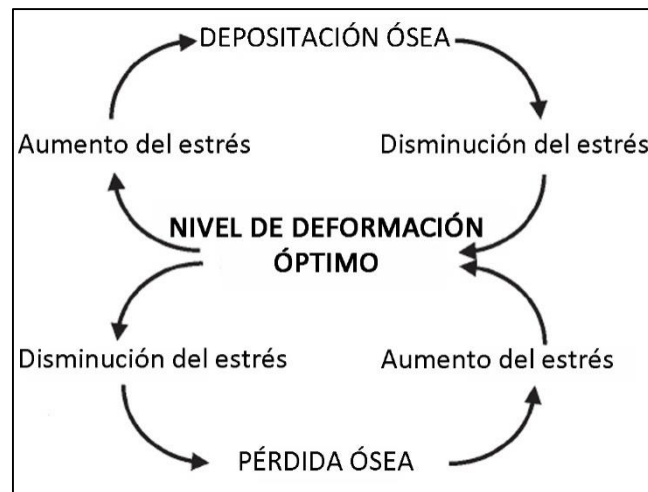 DEPOSITACIÓN ÓSEA
Aumento del estrés
Disminución del estrés
NIVEL DE DEFORMACIÓN
ÓPTIMO
Disminución del estrés
Aumento del estrés
PÉRDIDA ÓSEA